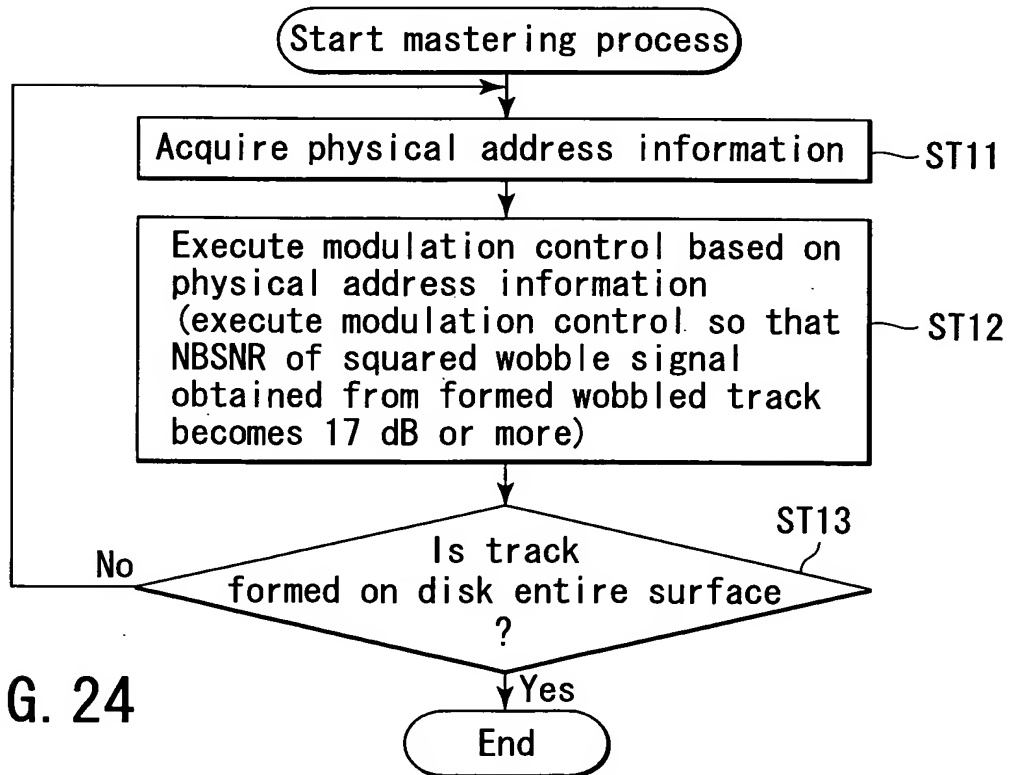 Start mastering process
Acquire physical address information
ST11
Execute modulation control based on
physical address information
(execute modulation control so that
NBSNR of squared wobble signal
obtained from formed wobbled track
becomes 17 dB or more)
ST12
ST13
Is track
formed on disk entire surface
?
No
Yes
G. 24
End